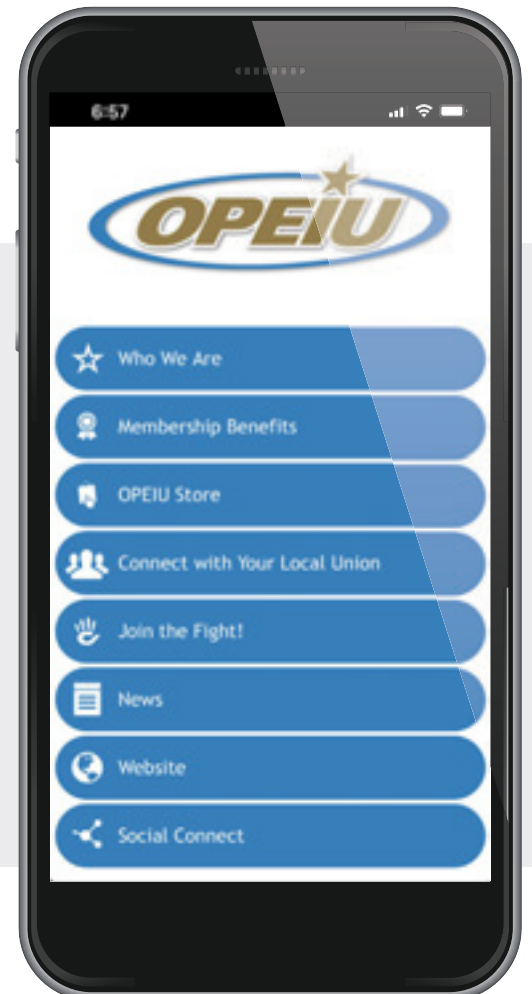 6:57
OPEIU
Who We Are
Membership Benefits
OPEIU Store
Connect with Your Local Union
Join the Fight!
News
Website
Social Connect